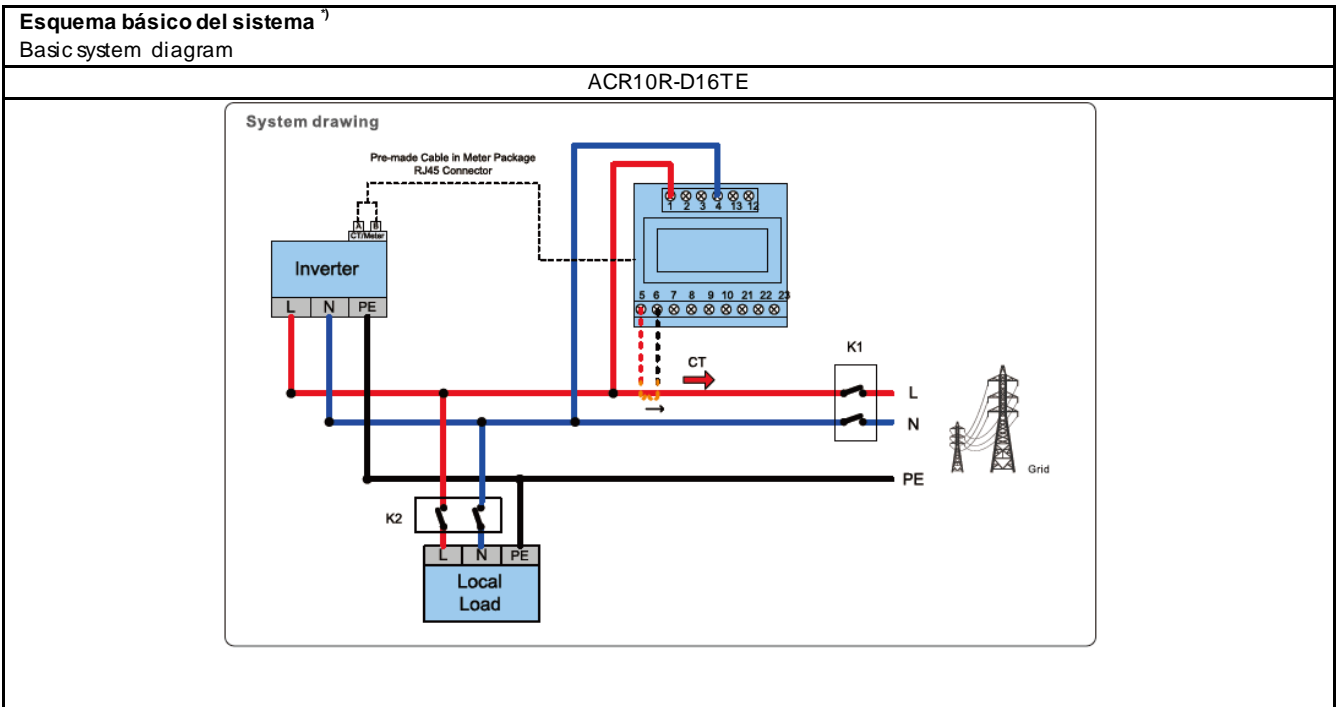 Esquema básico del sistema *)
Basic system diagram
ACR10R-D16TE
System drawing
Pre-made Cable in Meter Package
RJ45 Connector
A B
CT/Meter
Inverter
L N PE
1 2 3 4 13 12
5 6 7 8 9 10 21 22 23
CT
→
K1
L
N
PE
Grid
K2
L N PE
Local
Load